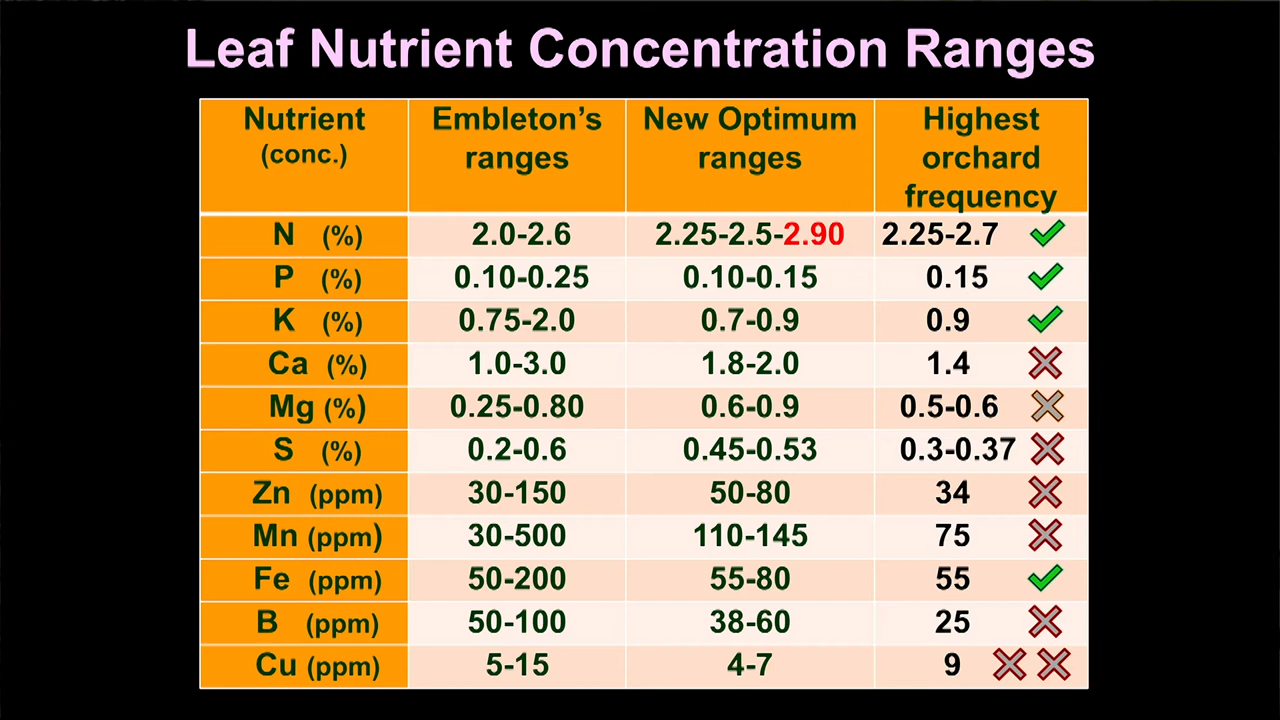 Leaf Nutrient Concentration Ranges
Nutrient (conc.) Embleton's ranges New Optimum ranges Highest orchard frequency
N (%) 2.0-2.6 2.25-2.5-2.90 2.25-2.7
P (%) 0.10-0.25 0.10-0.15 0.15
K (%) 0.75-2.0 0.7-0.9 0.9
Ca (%) 1.0-3.0 1.8-2.0 1.4
Mg (%) 0.25-0.80 0.6-0.9 0.5-0.6
S (%) 0.2-0.6 0.45-0.53 0.3-0.37
Zn (ppm) 30-150 50-80 34
Mn (ppm) 30-500 110-145 75
Fe (ppm) 50-200 55-80 55
B (ppm) 50-100 38-60 25
Cu (ppm) 5-15 4-7 9